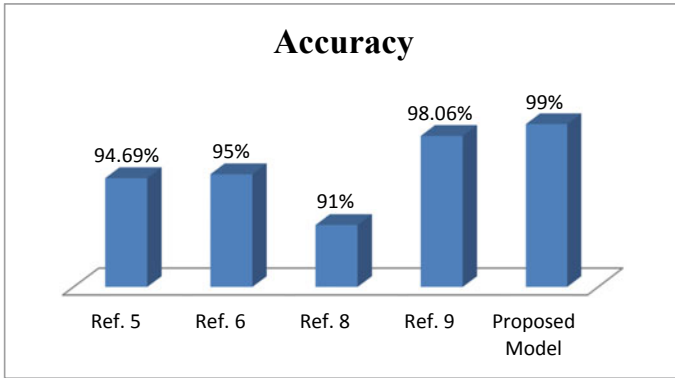 Accuracy
94.69%
95%
91%
98.06%
99%
Ref. 5
Ref. 6
Ref. 8
Ref. 9
Proposed
Model